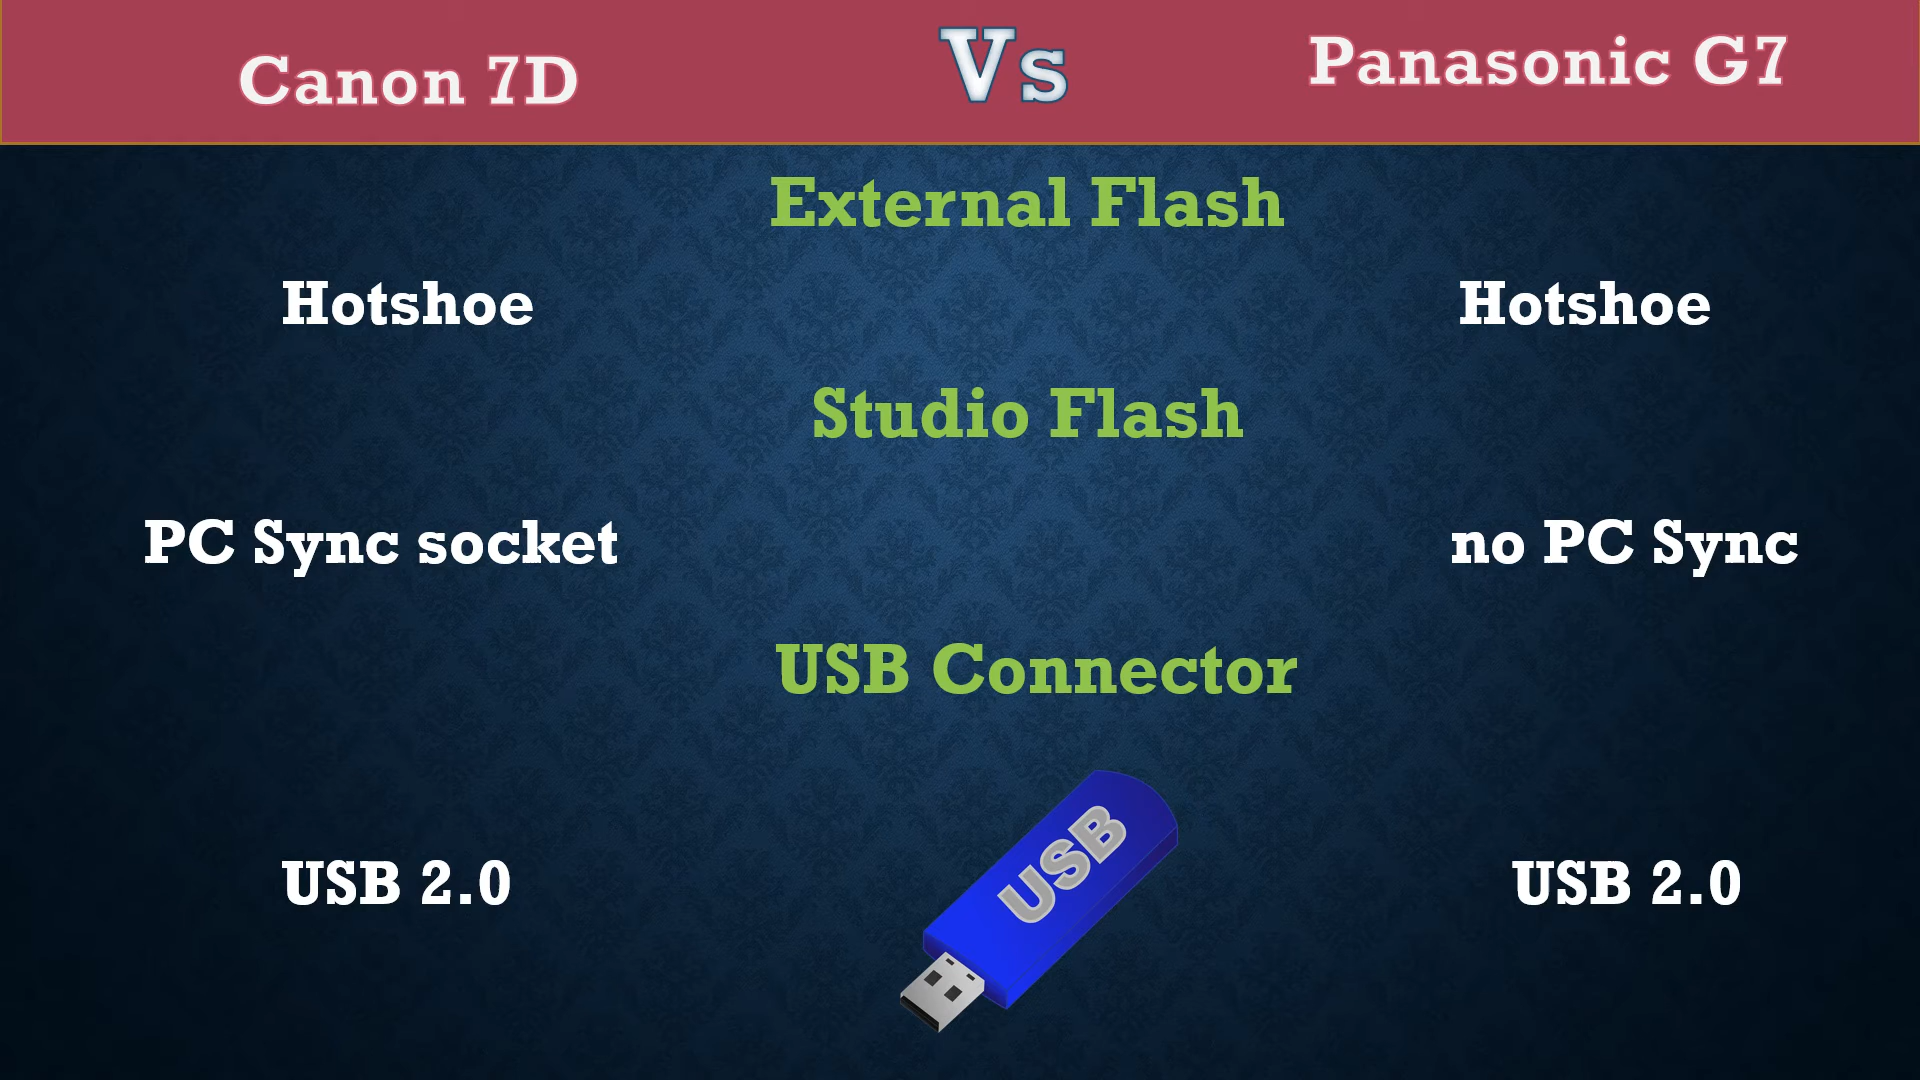 Canon 7D Vs Panasonic G7
External Flash
Hotshoe Hotshoe
Studio Flash
PC Sync socket no PC Sync
USB Connector
USB
USB 2.0 USB 2.0